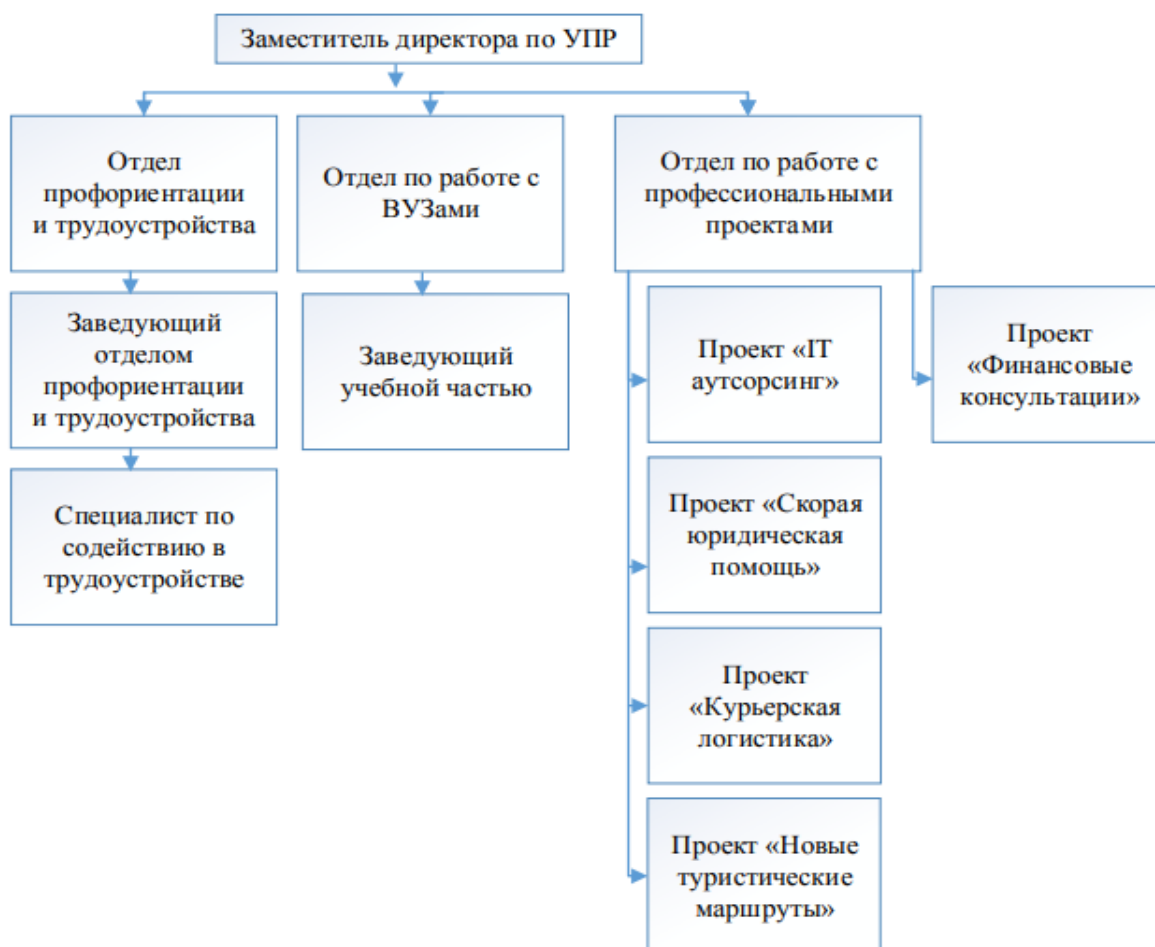 Заместитель директора по УПР
Отдел
профориентации
и трудоустройства
Отдел по работе с
ВУЗами
Отдел по работе с
профессиональными
проектами
Заведующий
отделом
профориентации
и трудоустройства
Заведующий
учебной частью
Проект «IT
аутсорсинг»
Проект
«Финансовые
консультации»
Специалист по
содействию в
трудоустройстве
Проект «Скорая
юридическая
помощь»
Проект
«Курьерская
логистика»
Проект «Новые
туристические
маршруты»